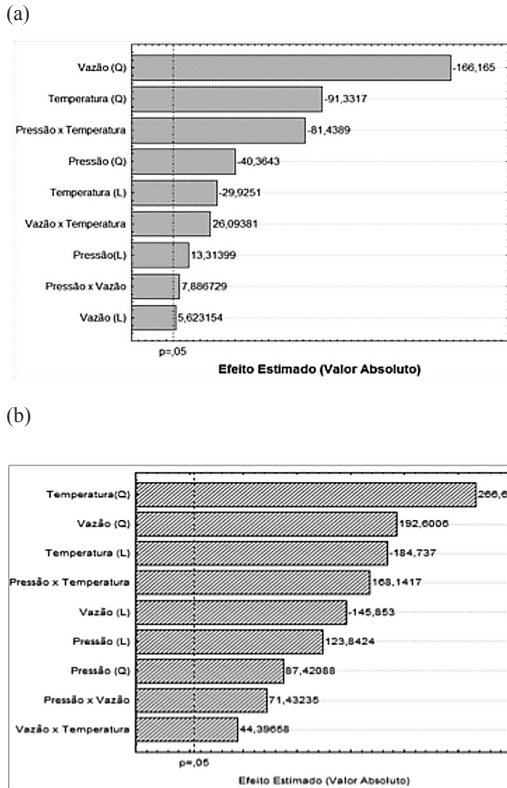 (a)
Vazão (Q) -166,165
Temperatura (Q) -91,3317
Pressão x Temperatura -81,4389
Pressão (Q) -40,3643
Temperatura (L) -29,9251
Vazão x Temperatura 26,09381
Pressão(L) 13,31399
Pressão x Vazão 7,886729
Vazão (L) 5,623154
p=,05
Efeito Estimado (Valor Absoluto)
(b)
Temperatura(Q)
Vazão (Q) 192,6006
Temperatura (L) -184,737
Pressão x Temperatura 168,1417
Vazão (L) -145,853
Pressão (L) 123,8424
Pressão (Q) 87,42088
Pressão x Vazão 71,43235
Vazão x Temperatura 44,39658
p=,05
Efeito Estimado (Valor Absoluto)